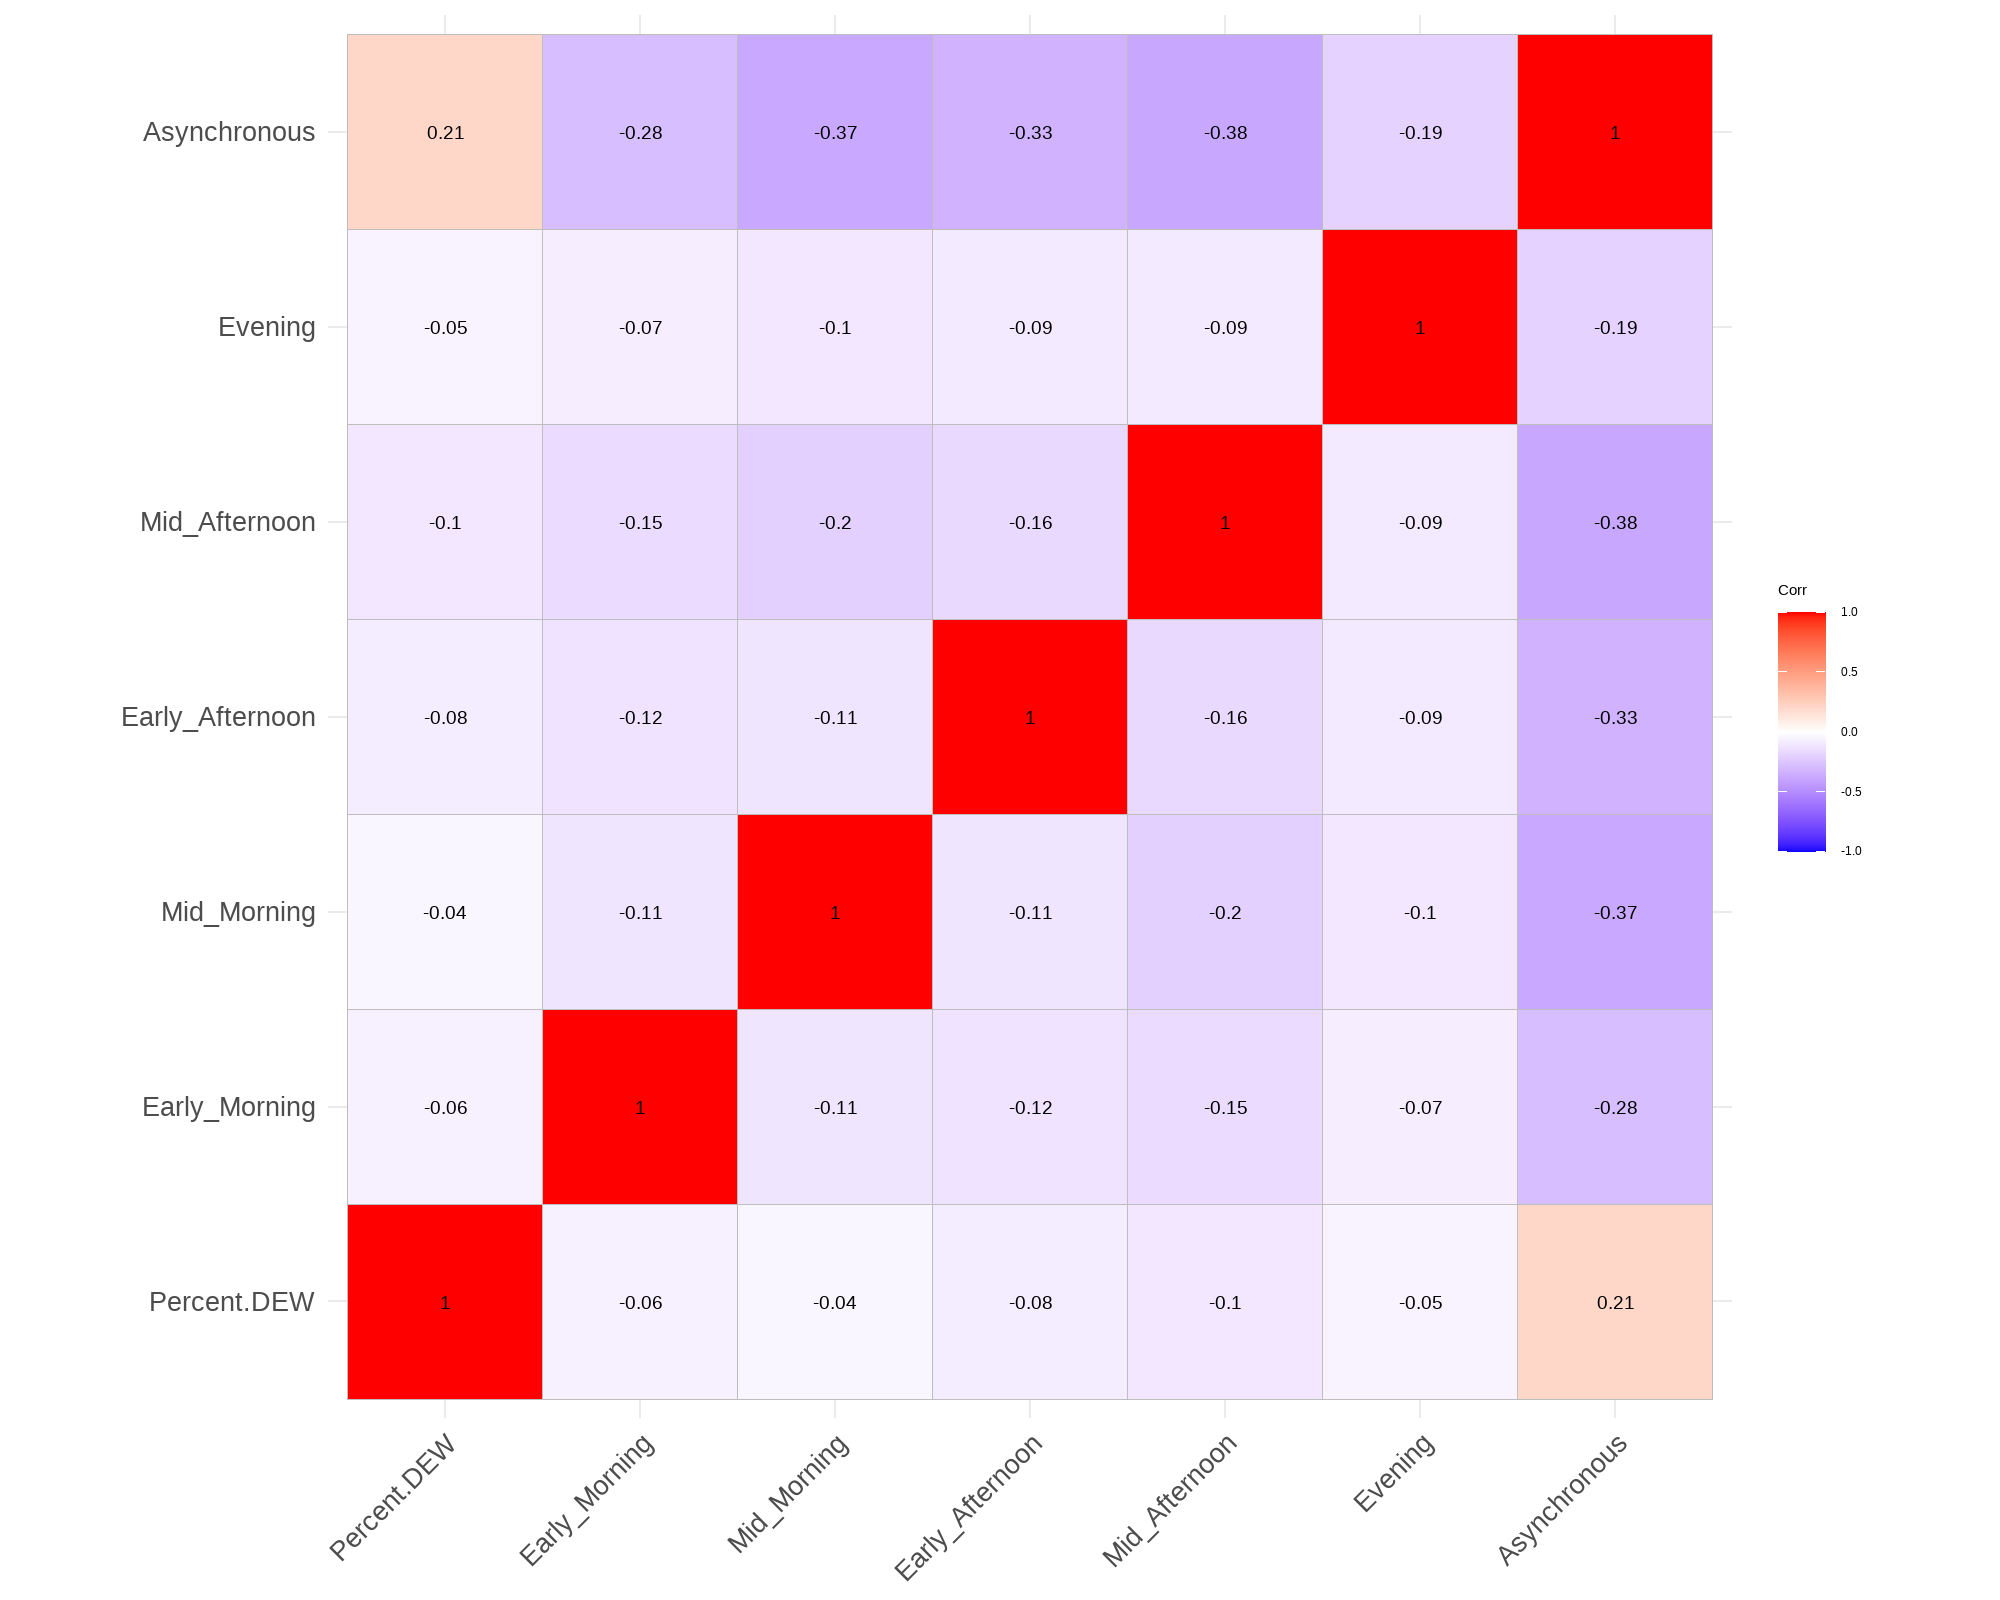 Asynchronous 0.21 -0.28 -0.37 -0.33 -0.38 -0.19 1
Evening -0.05 -0.07 -0.1 -0.09 -0.09 1 -0.19
Mid_Afternoon -0.1 -0.15 -0.2 -0.16 1 -0.09 -0.38
Early_Afternoon -0.08 -0.12 -0.11 1 -0.16 -0.09 -0.33
Mid_Morning -0.04 -0.11 1 -0.11 -0.2 -0.1 -0.37
Early_Morning -0.06 1 -0.11 -0.12 -0.15 -0.07 -0.28
Percent.DEW 1 -0.06 -0.04 -0.08 -0.1 -0.05 0.21
Percent.DEW Early_Morning Mid_Morning Early_Afternoon Mid_Afternoon Evening Asynchronous
Corr
1.0
0.5
0.0
-0.5
-1.0